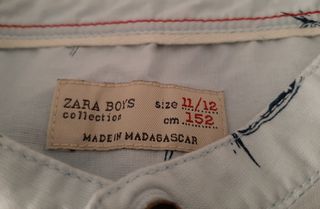 ZARA BOYS size 11/12
collection cm 152
MADE IN MADAGASCAR